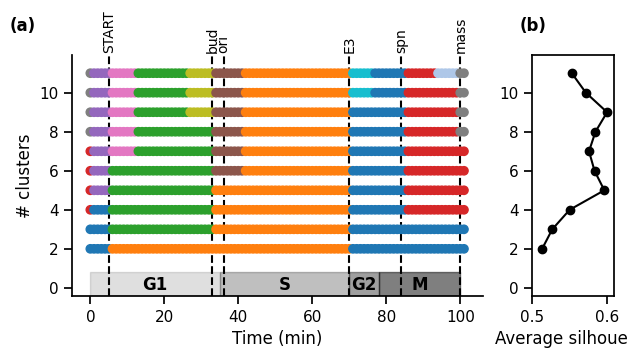 (a)
START
bud
ori
E3
spn
mass
(b)
# clusters
10
8
6
4
2
0
G1
S
G2
M
0
20
40
60
80
100
Time (min)
10
8
6
4
2
0
0.5
0.6
Average silhoue